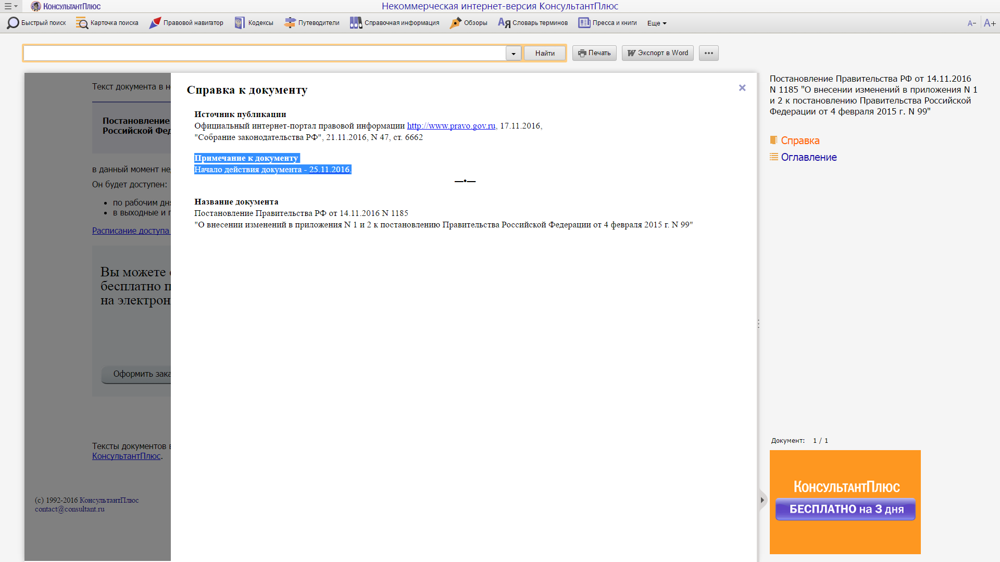 КонсультантПлюс
Некоммерческая интернет-версия КонсультантПлюс
Быстрый поиск
Карточка поиска
Правовой навигатор
Кодексы
Путеводители
Справочная информация
Обзоры
Словарь терминов
Пресса и книги
Еще
А−
А+
Найти
Печать
Экспорт в Word
Текст документа в
Постановление
Российской
в данный момент
Он будет доступен:
• по рабочим
• в выходные и
Расписание доступа
Вы можете
бесплатно
на
Оформить
Тексты документов
КонсультантПлюс.
(c) 1992-2016 КонсультантПлюс
contact@consultant.ru
Справка к документу
Источник публикации
Официальный интернет-портал правовой информации http://www.pravo.gov.ru, 17.11.2016,
"Собрание законодательства РФ", 21.11.2016, N 47, ст. 6662
Примечание к документу
Начало действия документа - 25.11.2016.
Название документа
Постановление Правительства РФ от 14.11.2016 N 1185
"О внесении изменений в приложения N 1 и 2 к постановлению Правительства Российской Федерации от 4 февраля 2015 г. N 99"
Постановление Правительства РФ от 14.11.2016
N 1185 "О внесении изменений в приложения N 1
и 2 к постановлению Правительства Российской
Федерации от 4 февраля 2015 г. N 99"
Справка
Оглавление
Документ: 1 / 1
КонсультантПлюс
БЕСПЛАТНО на 3 дня